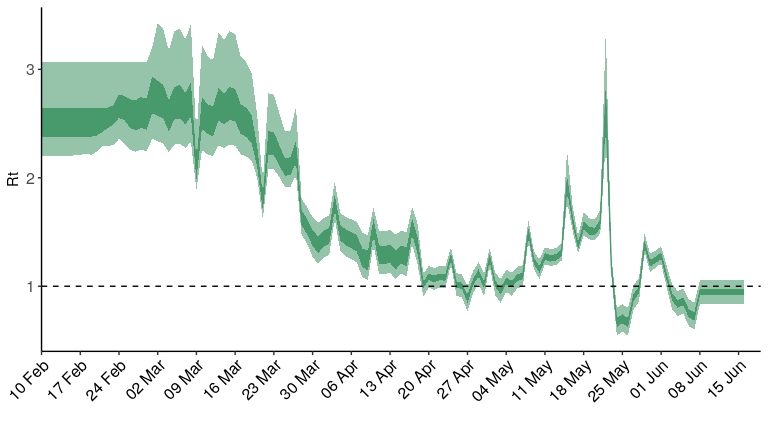 3
2
1
Rt
10 Feb
17 Feb
24 Feb
02 Mar
09 Mar
16 Mar
23 Mar
30 Mar
06 Apr
13 Apr
20 Apr
27 Apr
04 May
11 May
18 May
25 May
01 Jun
08 Jun
15 Jun